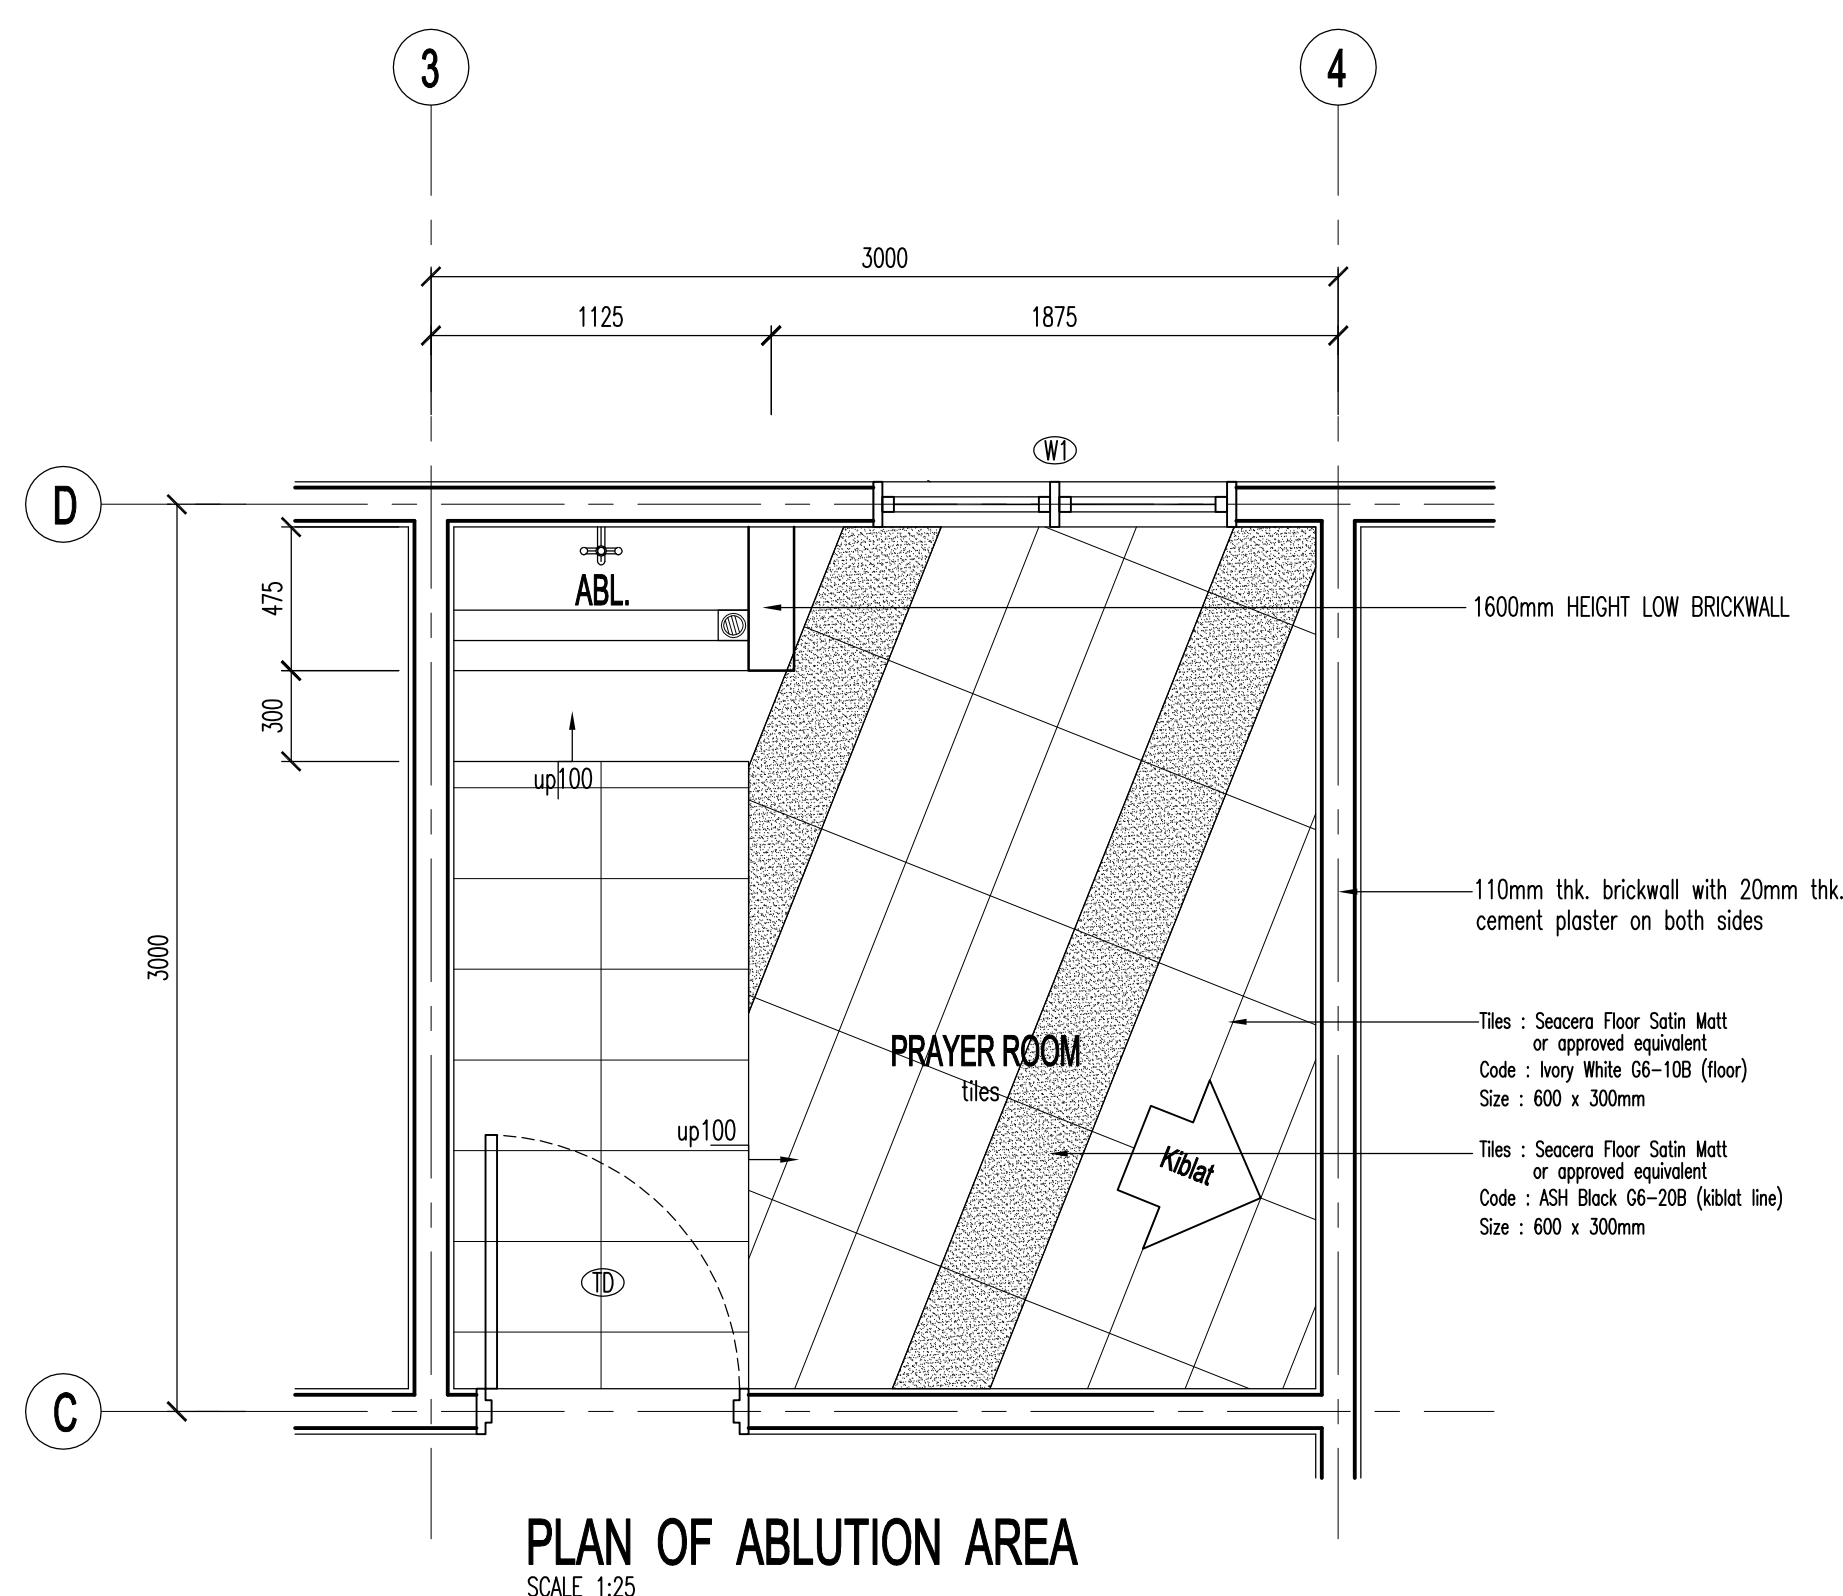 3
4
3000
1125
1875
W1
D
475
ABL.
1600mm HEIGHT LOW BRICKWALL
300
up100
110mm thk. brickwall with 20mm thk.
cement plaster on both sides
3000
Tiles : Seacera Floor Satin Matt
or approved equivalent
Code : Ivory White G6-10B (floor)
Size : 600 x 300mm
PRAYER ROOM
tiles
up100
Kiblat
Tiles : Seacera Floor Satin Matt
or approved equivalent
Code : ASH Black G6-20B (kiblat line)
Size : 600 x 300mm
TD
C
PLAN OF ABLUTION AREA
SCALE 1:25